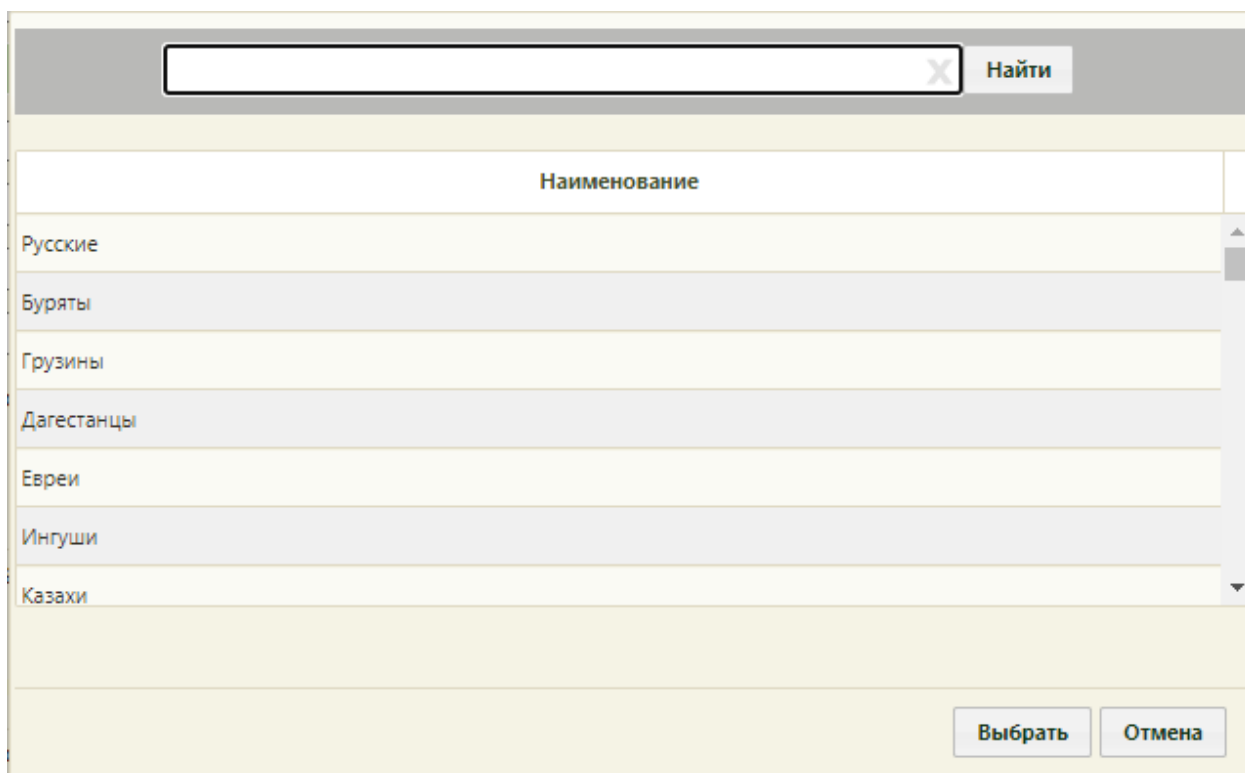 Найти
Наименование
Русские
Буряты
Грузины
Дагестанцы
Евреи
Ингуши
Казахи
Выбрать Отмена